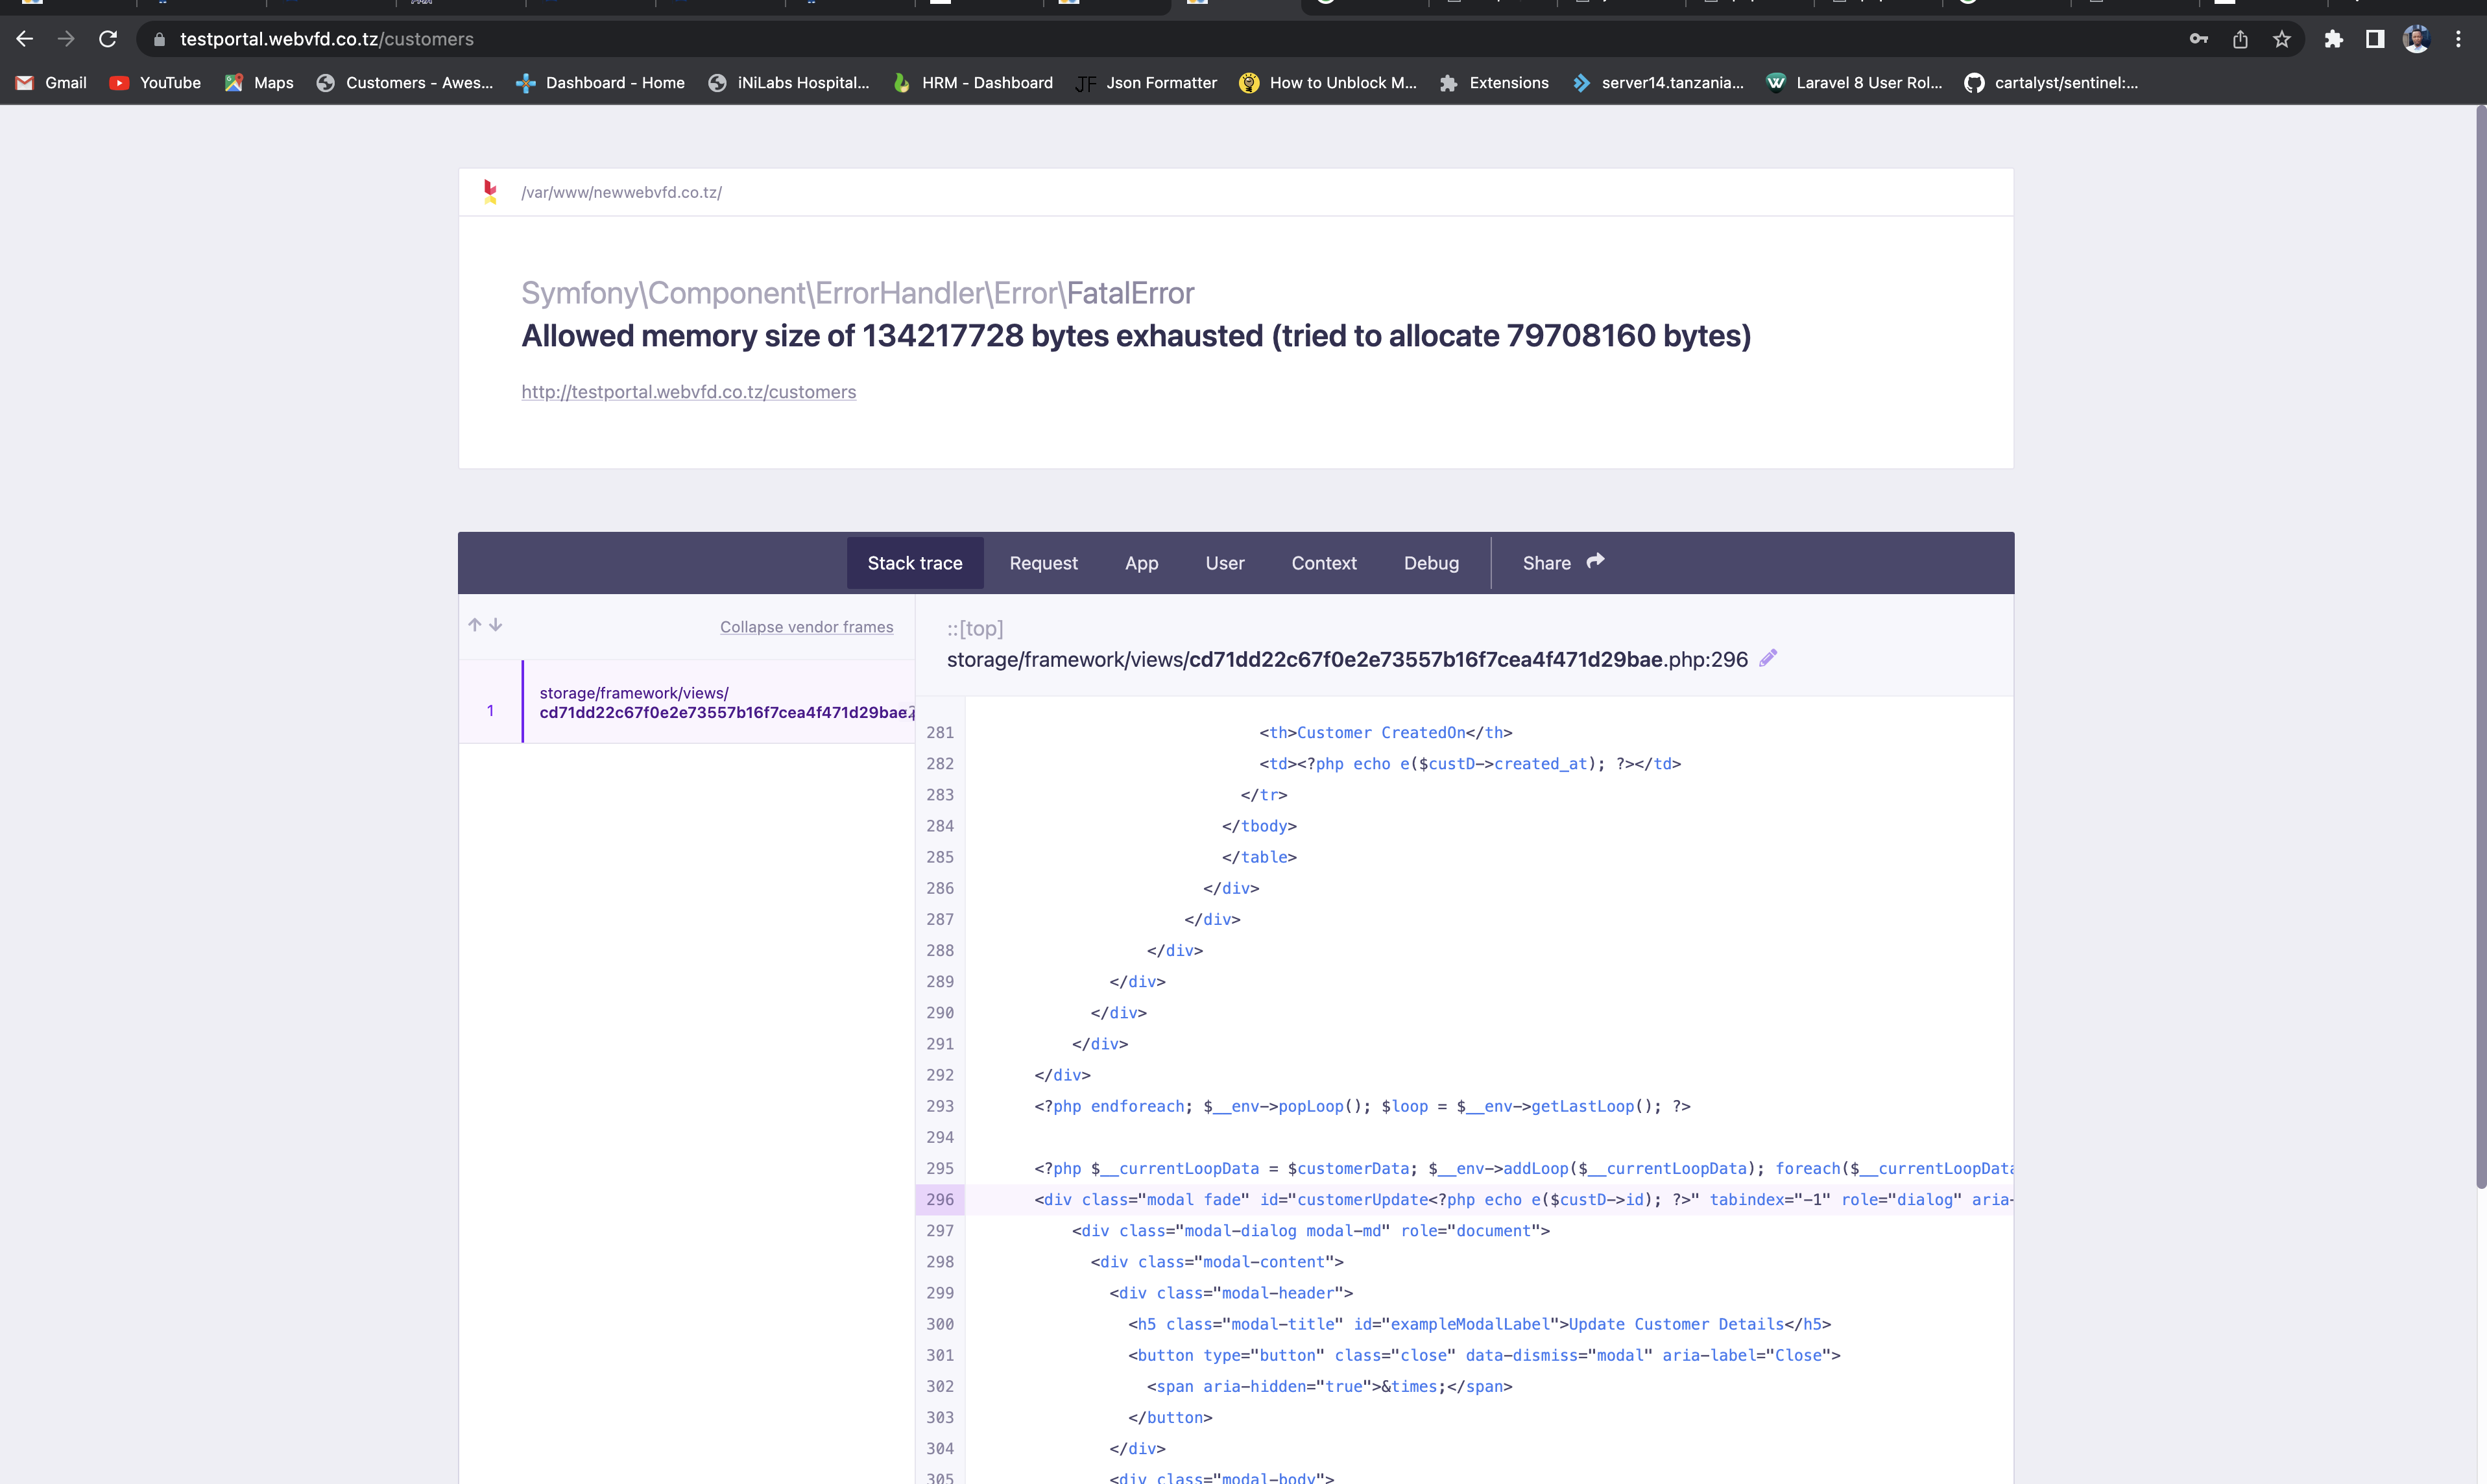 testportal.webvfd.co.tz/customers
Gmail YouTube Maps Customers - Awes... Dashboard - Home iNiLabs Hospital... HRM - Dashboard JF Json Formatter How to Unblock M... Extensions server14.tanzania... Laravel 8 User Rol... cartalyst/sentinel:...
/var/www/newwebvfd.co.tz/
Symfony\Component\ErrorHandler\Error\FatalError
Allowed memory size of 134217728 bytes exhausted (tried to allocate 79708160 bytes)
http://testportal.webvfd.co.tz/customers
Stack trace Request App User Context Debug Share
Collapse vendor frames
1
storage/framework/views/
cd71dd22c67f0e2e73557b16f7cea4f471d29bae
::[top]
storage/framework/views/cd71dd22c67f0e2e73557b16f7cea4f471d29bae.php:296
281 <th>Customer CreatedOn</th>
282 <td><?php echo e($custD->created_at); ?></td>
283 </tr>
284 </tbody>
285 </table>
286 </div>
287 </div>
288 </div>
289 </div>
290 </div>
291 </div>
292 </div>
293 <?php endforeach; $__env->popLoop(); $loop = $__env->getLastLoop(); ?>
294
295 <?php $__currentLoopData = $customerData; $__env->addLoop($__currentLoopData); foreach($__currentLoopData
296 <div class="modal fade" id="customerUpdate<?php echo e($custD->id); ?>" tabindex="-1" role="dialog" aria-
297 <div class="modal-dialog modal-md" role="document">
298 <div class="modal-content">
299 <div class="modal-header">
300 <h5 class="modal-title" id="exampleModalLabel">Update Customer Details</h5>
301 <button type="button" class="close" data-dismiss="modal" aria-label="Close">
302 <span aria-hidden="true">&times;</span>
303 </button>
304 </div>
305 <div class="modal-body">